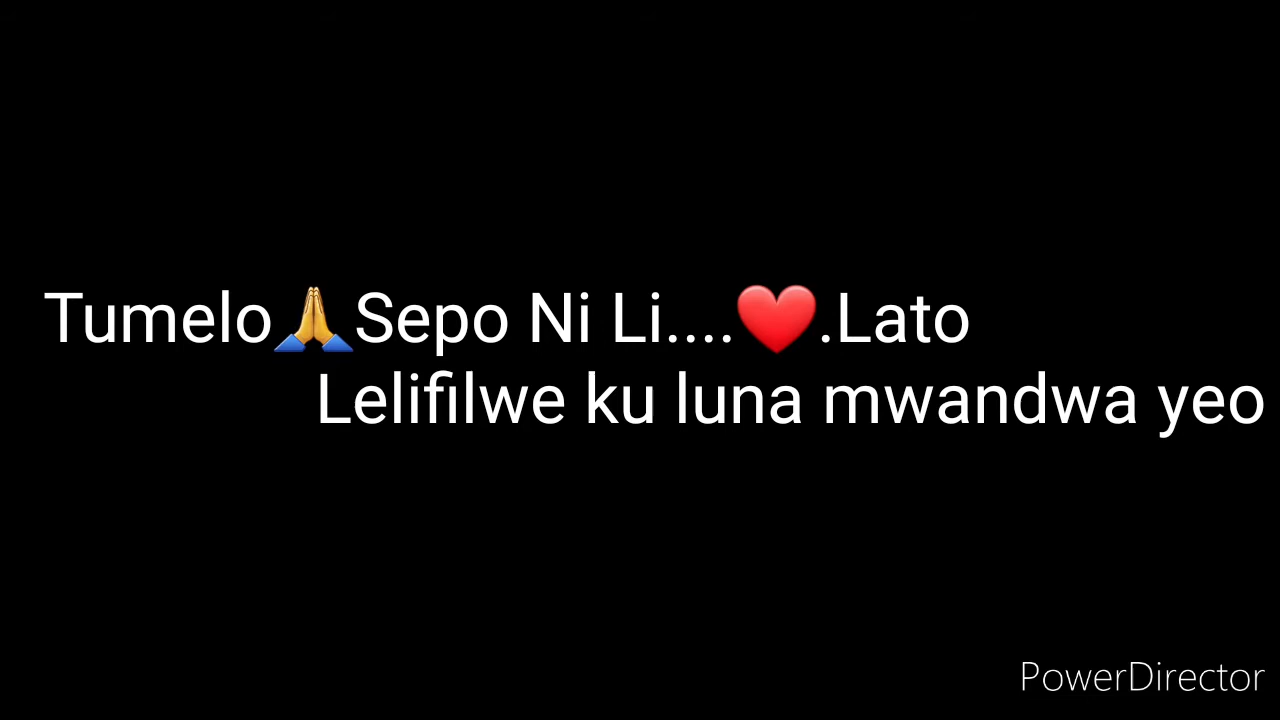 Tumelo🙏Sepo Ni Li....❤️.Lato
Lelifilwe ku luna mwandwa yeo
PowerDirector